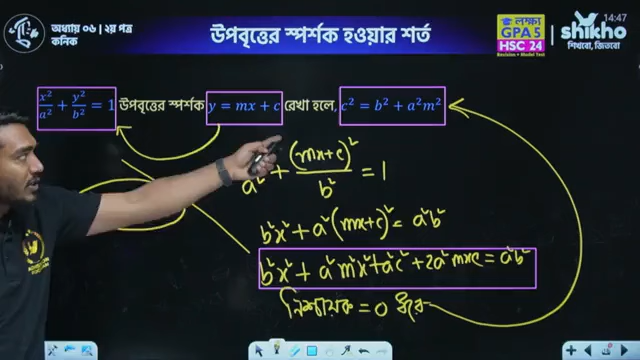 অধ্যায় ০৬ | ২য় পত্র
কনিক
উপবৃত্তের স্পর্শক হওয়ার শর্ত
লক্ষ্য
GPA 5
HSC 24
Revision + Model Test
14:47
shikho
শিখবো, জিতবো
x²/a² + y²/b² = 1 উপবৃত্তের স্পর্শক y = mx + c রেখা হলে, c² = b² + a²m²
a² + (mx+c)²/b² = 1
b²x² + a²(mx+c)² = a²b²
b²x² + a²m²x² + a²c² + 2a²mxc = a²b²
নিশ্চায়ক = 0 ধরে